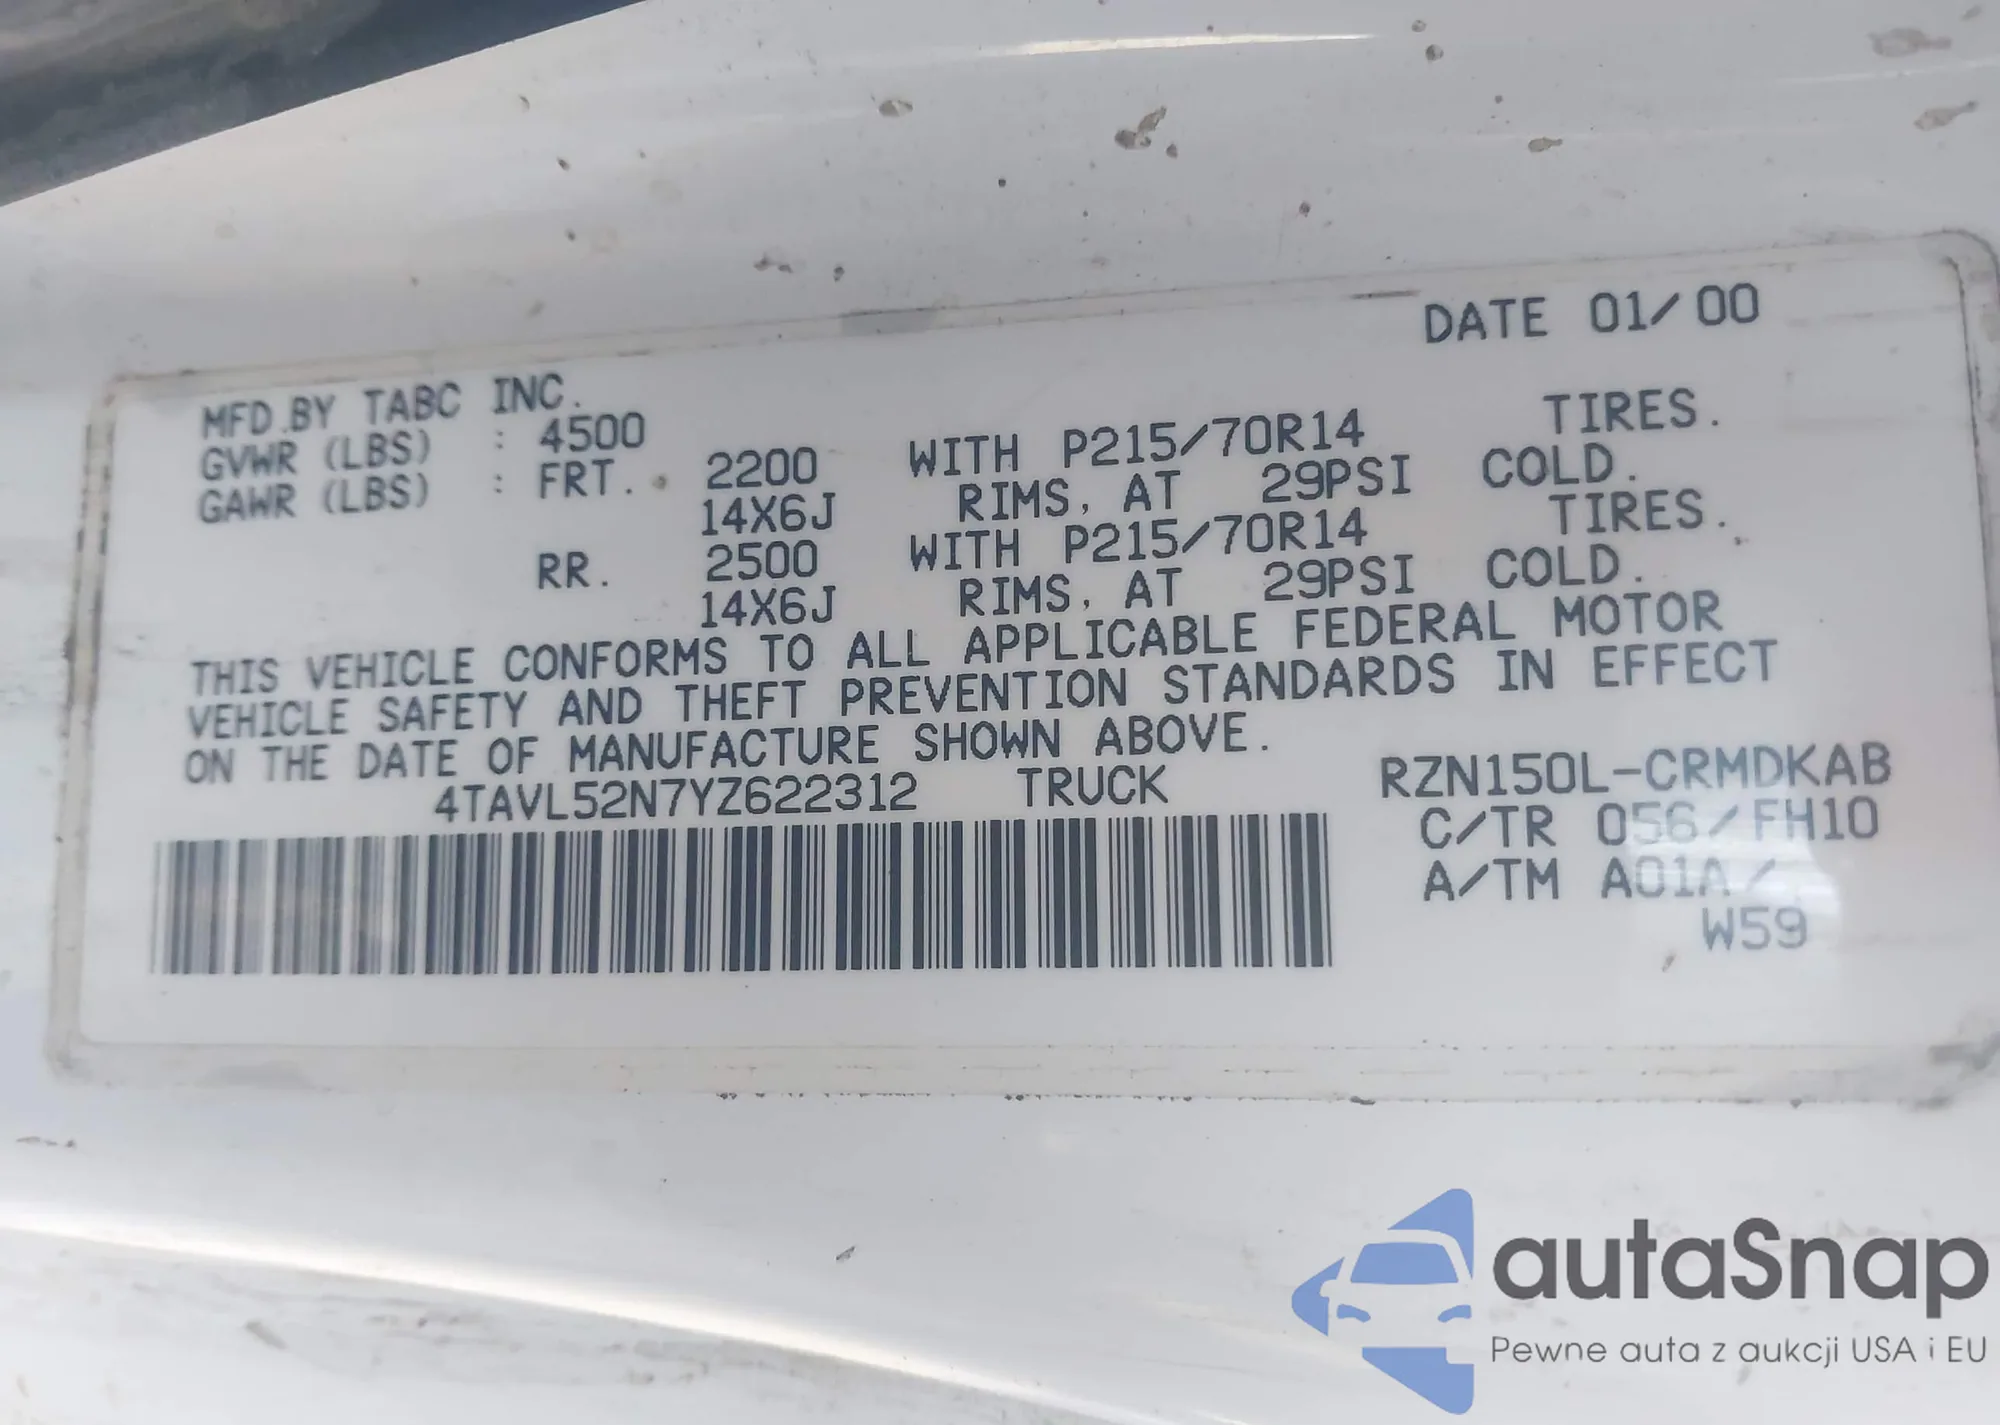 DATE 01/00
MFD.BY TABC INC.
GVWR (LBS) : 4500
GAWR (LBS) : FRT. 2200 WITH P215/70R14 TIRES.
14X6J RIMS, AT 29PSI COLD.
RR. 2500 WITH P215/70R14 TIRES.
14X6J RIMS, AT 29PSI COLD.
THIS VEHICLE CONFORMS TO ALL APPLICABLE FEDERAL MOTOR
VEHICLE SAFETY AND THEFT PREVENTION STANDARDS IN EFFECT
ON THE DATE OF MANUFACTURE SHOWN ABOVE.
4TAVL52N7YZ622312 TRUCK RZN150L-CRMDKAB
C/TR 056/FH10
A/TM A01A/
W59
autaSnap
Pewne auta z aukcji USA i EU